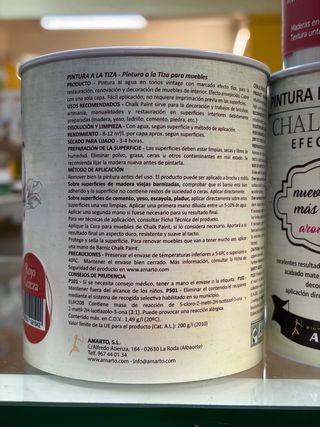 PINTURA A LA TIZA - Pintura a la Tiza para muebles
PRODUCTO - Pintura al agua en tonos vintage con marcado efecto tiza, para la
restauración, renovación y decoración de muebles de interior. Efecto envejecido. Cubre
con una sola capa. Fácil aplicación, no requiere imprimación previa en la superficie.
USOS RECOMENDADOS - Chalk Paint sirve para la decoración y trabajos de bricolaje,
artesanía, manualidades y restauración en superficies interiores debidamente
preparadas (madera, yeso, ladrillo, cemento, piedra, etc.)
DISOLUCIÓN Y LIMPIEZA - Con agua, según superficie y método de aplicación.
RENDIMIENTO - 8-12 m²/l. por capa aprox. según superficies.
SECADO PARA LIJADO - 3-4 horas.
PREPARACIÓN DE LA SUPERFICIE - Las superficies deben estar limpias, secas y libres de
humedad. Eliminar polvo, grasa, ceras u otros contaminantes en mal estado. Se
recomienda lijar la madera nueva antes de pintarla.
MÉTODO DE APLICACIÓN
Remover bien la pintura antes del uso. El producto puede ser aplicado a brocha o rodillo.
Sobre superficies de madera viejas barnizadas, comprobar que el barniz esté bien
adherido y la superficie no contiene restos de suciedad o ceras. Aplicar directamente.
Sobre superficies de cemento, yeso, escayola, pladur, aplicar directamente sobre estas
superficies una vez limpias. Aplicar una primera mano diluida entre un 5-10% de agua.
Aplicar una segunda mano si fuese necesario para su resultado final.
Para ver técnicas de aplicación, consultar Ficha Técnica del producto.
Aplicar la Cera para muebles de Chalk Paint, si lo considera necesario. Aportará a su
resultado final un aspecto único, resistente y suave al tacto.
Protege y sella la superficie. Para renovar muebles que van a tener mucho uso, aplicar
una mano de Barniz Chalk Paint.
PRECAUCIONES - Preservar el envase de temperaturas inferiores a 5ºC y superiores a
40ºC. Mantener el envase bien cerrado. Más información, consultar la ficha de
Seguridad del producto en www.amarto.com
CONSEJOS DE PRUDENCIA
P101 - Si se necesita consejo médico, tener a mano el envase o la etiqueta. P102 -
Mantener fuera del alcance de los niños. P501 - Eliminar el contenido/el recipiente
mediante el sistema de recogida selectiva habilitado en su municipio.
EUH208 Contiene masa de reacción de 5-cloro-2-metil-2H-isotiazol-3-ona y
2-metil-2H-isotiazol-3-ona (3:1). Puede provocar una reacción alérgica
Contenido máx. en C.O.V.: 1,49 g/l (20ºC).
Valor límite de la UE para el producto (Cat. A.L.): 200 g/l (2010)
AMARTO, S.L.
C/Alfredo Atienza, 184 - 02630 La Roda (Albacete)
Telf. 967 44 01 34
www.amarto.com - info@amarto.com
Rojo
PINTURA
CHAL
EFEC
nuevo
más
arom